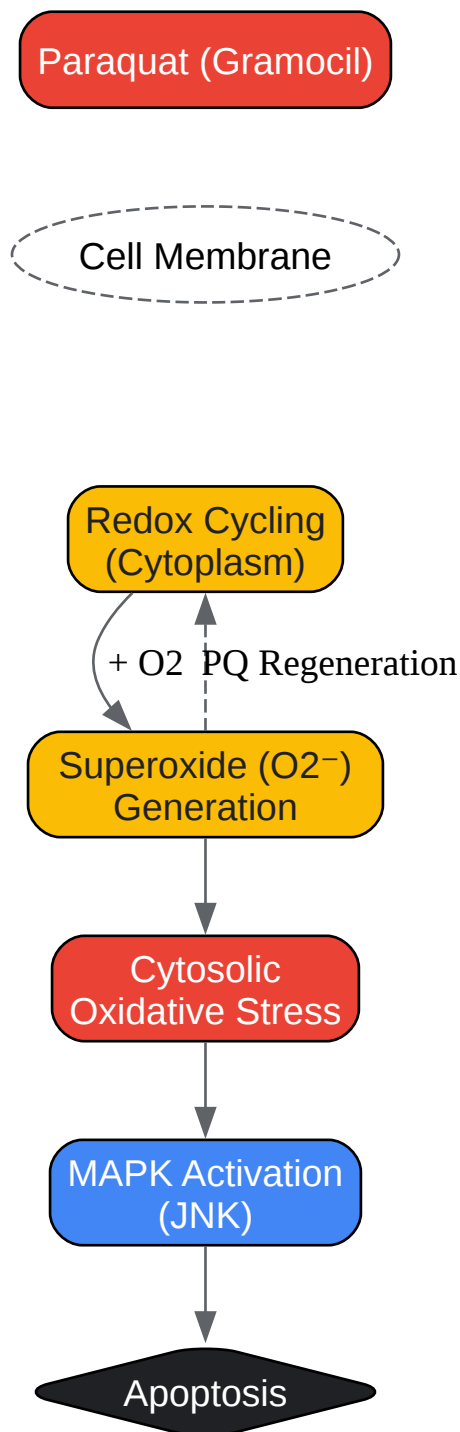 Paraquat (Gramocil)
Cell Membrane
Redox Cycling
(Cytoplasm)
+ O2
PQ Regeneration
Superoxide (O2⁻)
Generation
Cytosolic
Oxidative Stress
MAPK Activation
(JNK)
Apoptosis